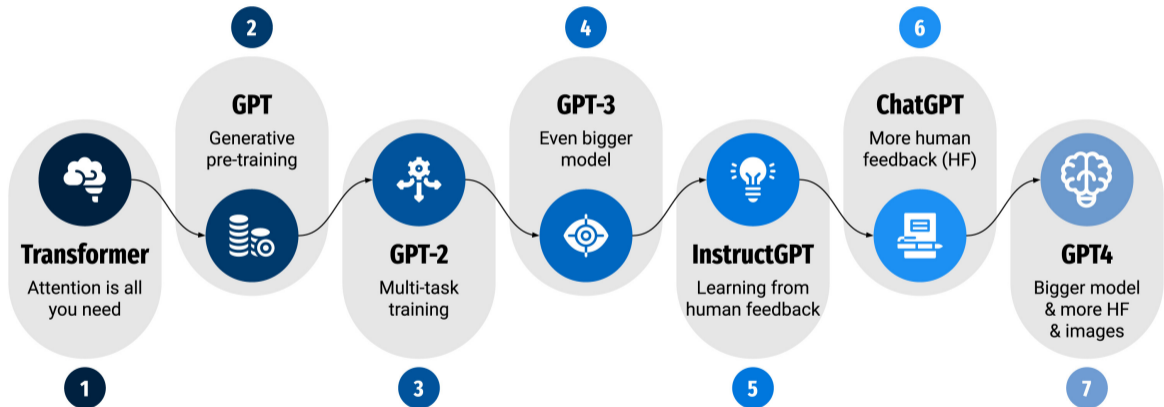 1
Transformer
Attention is all
you need
2
GPT
Generative
pre-training
3
GPT-2
Multi-task
training
4
GPT-3
Even bigger
model
5
InstructGPT
Learning from
human feedback
6
ChatGPT
More human
feedback (HF)
7
GPT4
Bigger model
& more HF
& images